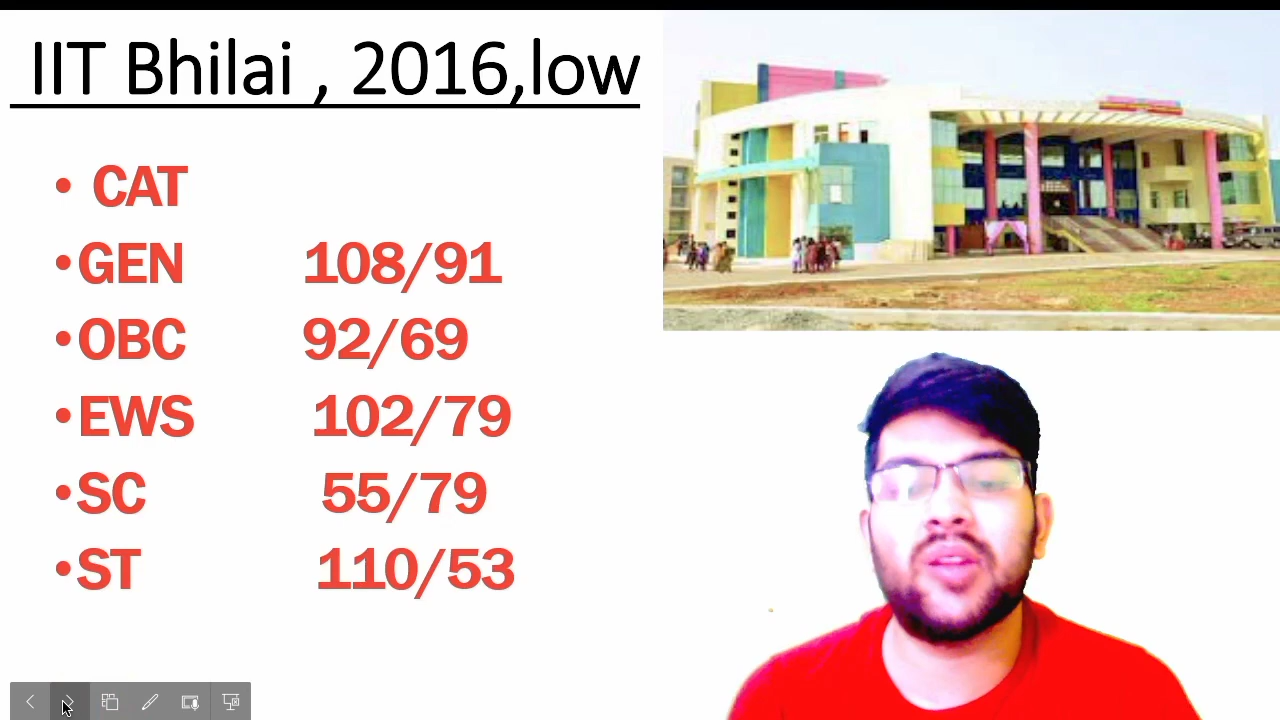 IIT Bhilai , 2016,low
• CAT
•GEN 108/91
•OBC 92/69
•EWS 102/79
•SC 55/79
•ST 110/53